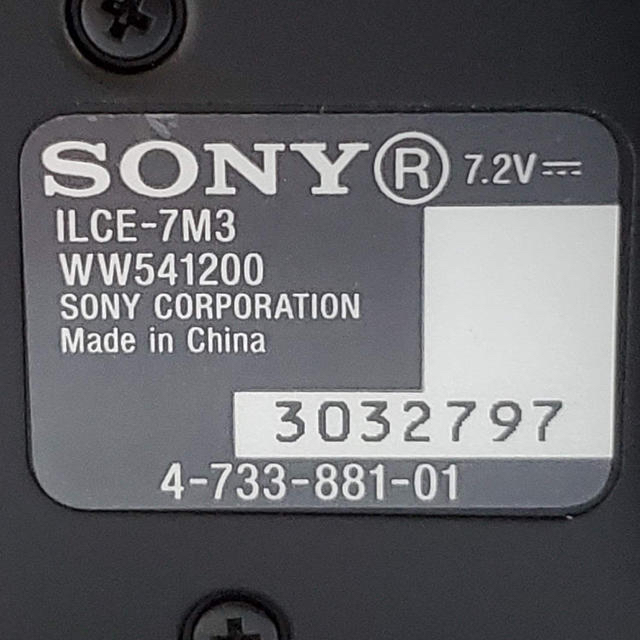 SONY® 7.2V⎓
ILCE-7M3
WW541200
SONY CORPORATION
Made in China
3032797
4-733-881-01